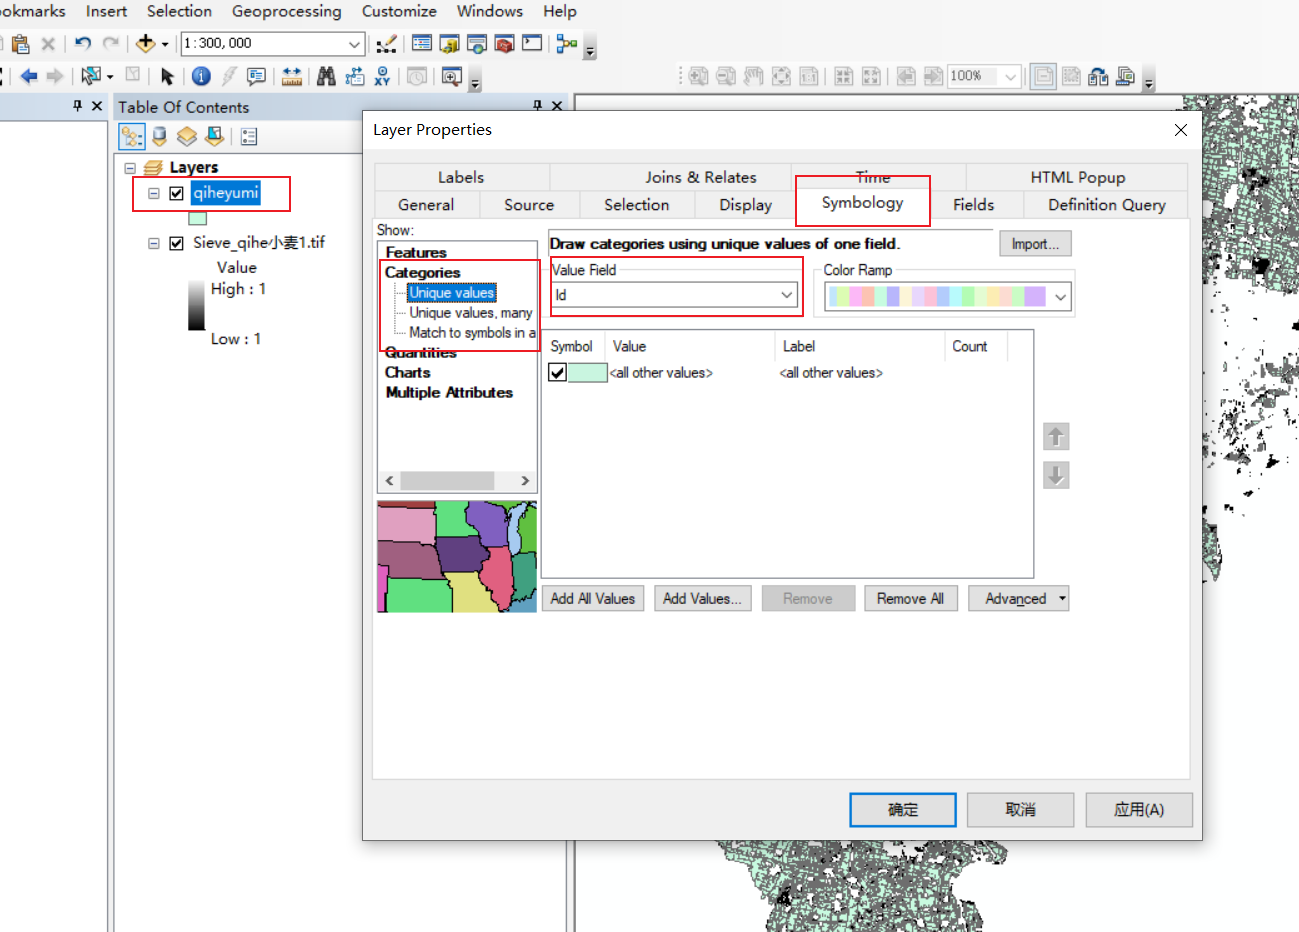 ookmarks Insert Selection Geoprocessing Customize Windows Help
1:300,000
100%
Table Of Contents
Layers
qiheyumi
Sieve_qihe小麦1.tif
Value
High : 1
Low : 1
Layer Properties
Labels Joins & Relates Time HTML Popup
General Source Selection Display Symbology Fields Definition Query
Show:
Features
Categories
Unique values
Unique values, many
Match to symbols in a
Quantities
Charts
Multiple Attributes
Draw categories using unique values of one field.
Import...
Value Field
Id
Color Ramp
Symbol Value Label Count
<all other values> <all other values>
Add All Values Add Values... Remove Remove All Advanced
确定 取消 应用(A)